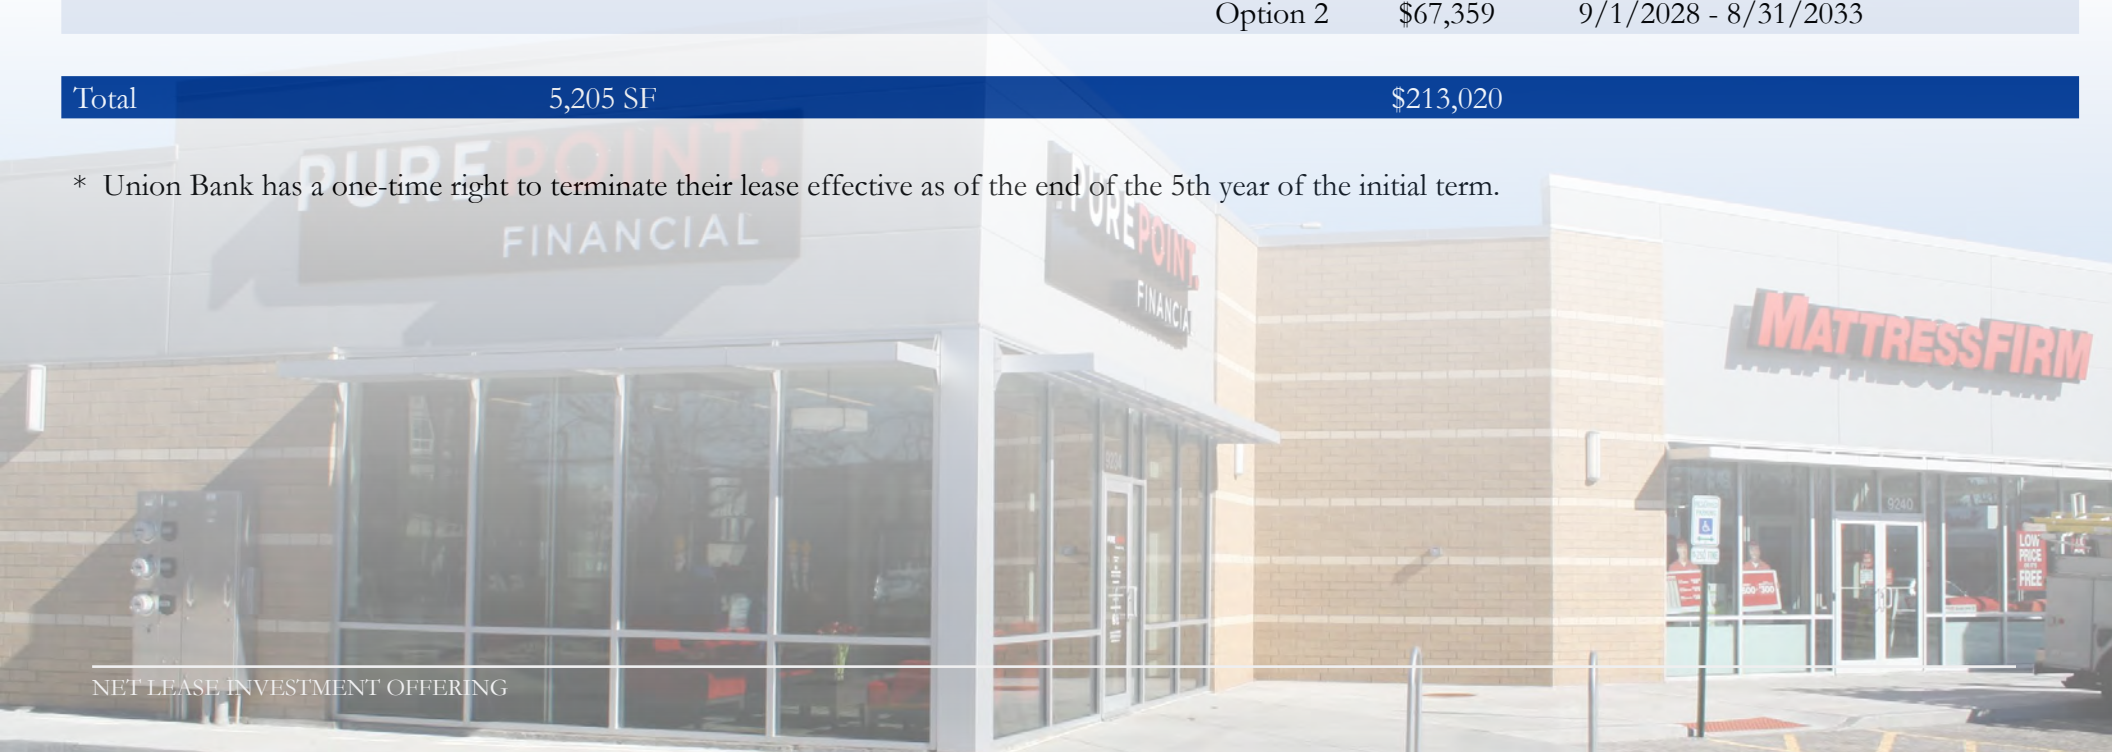 Option 2 $67,359 9/1/2028 - 8/31/2033
Total 5,205 SF $213,020
* Union Bank has a one-time right to terminate their lease effective as of the end of the 5th year of the initial term.
PUREPOINT.
FINANCIAL
PUREPOINT.
FINANCIAL
MATTRESSFIRM
9234
9240
LOW
PRICE
FREE
NET LEASE INVESTMENT OFFERING